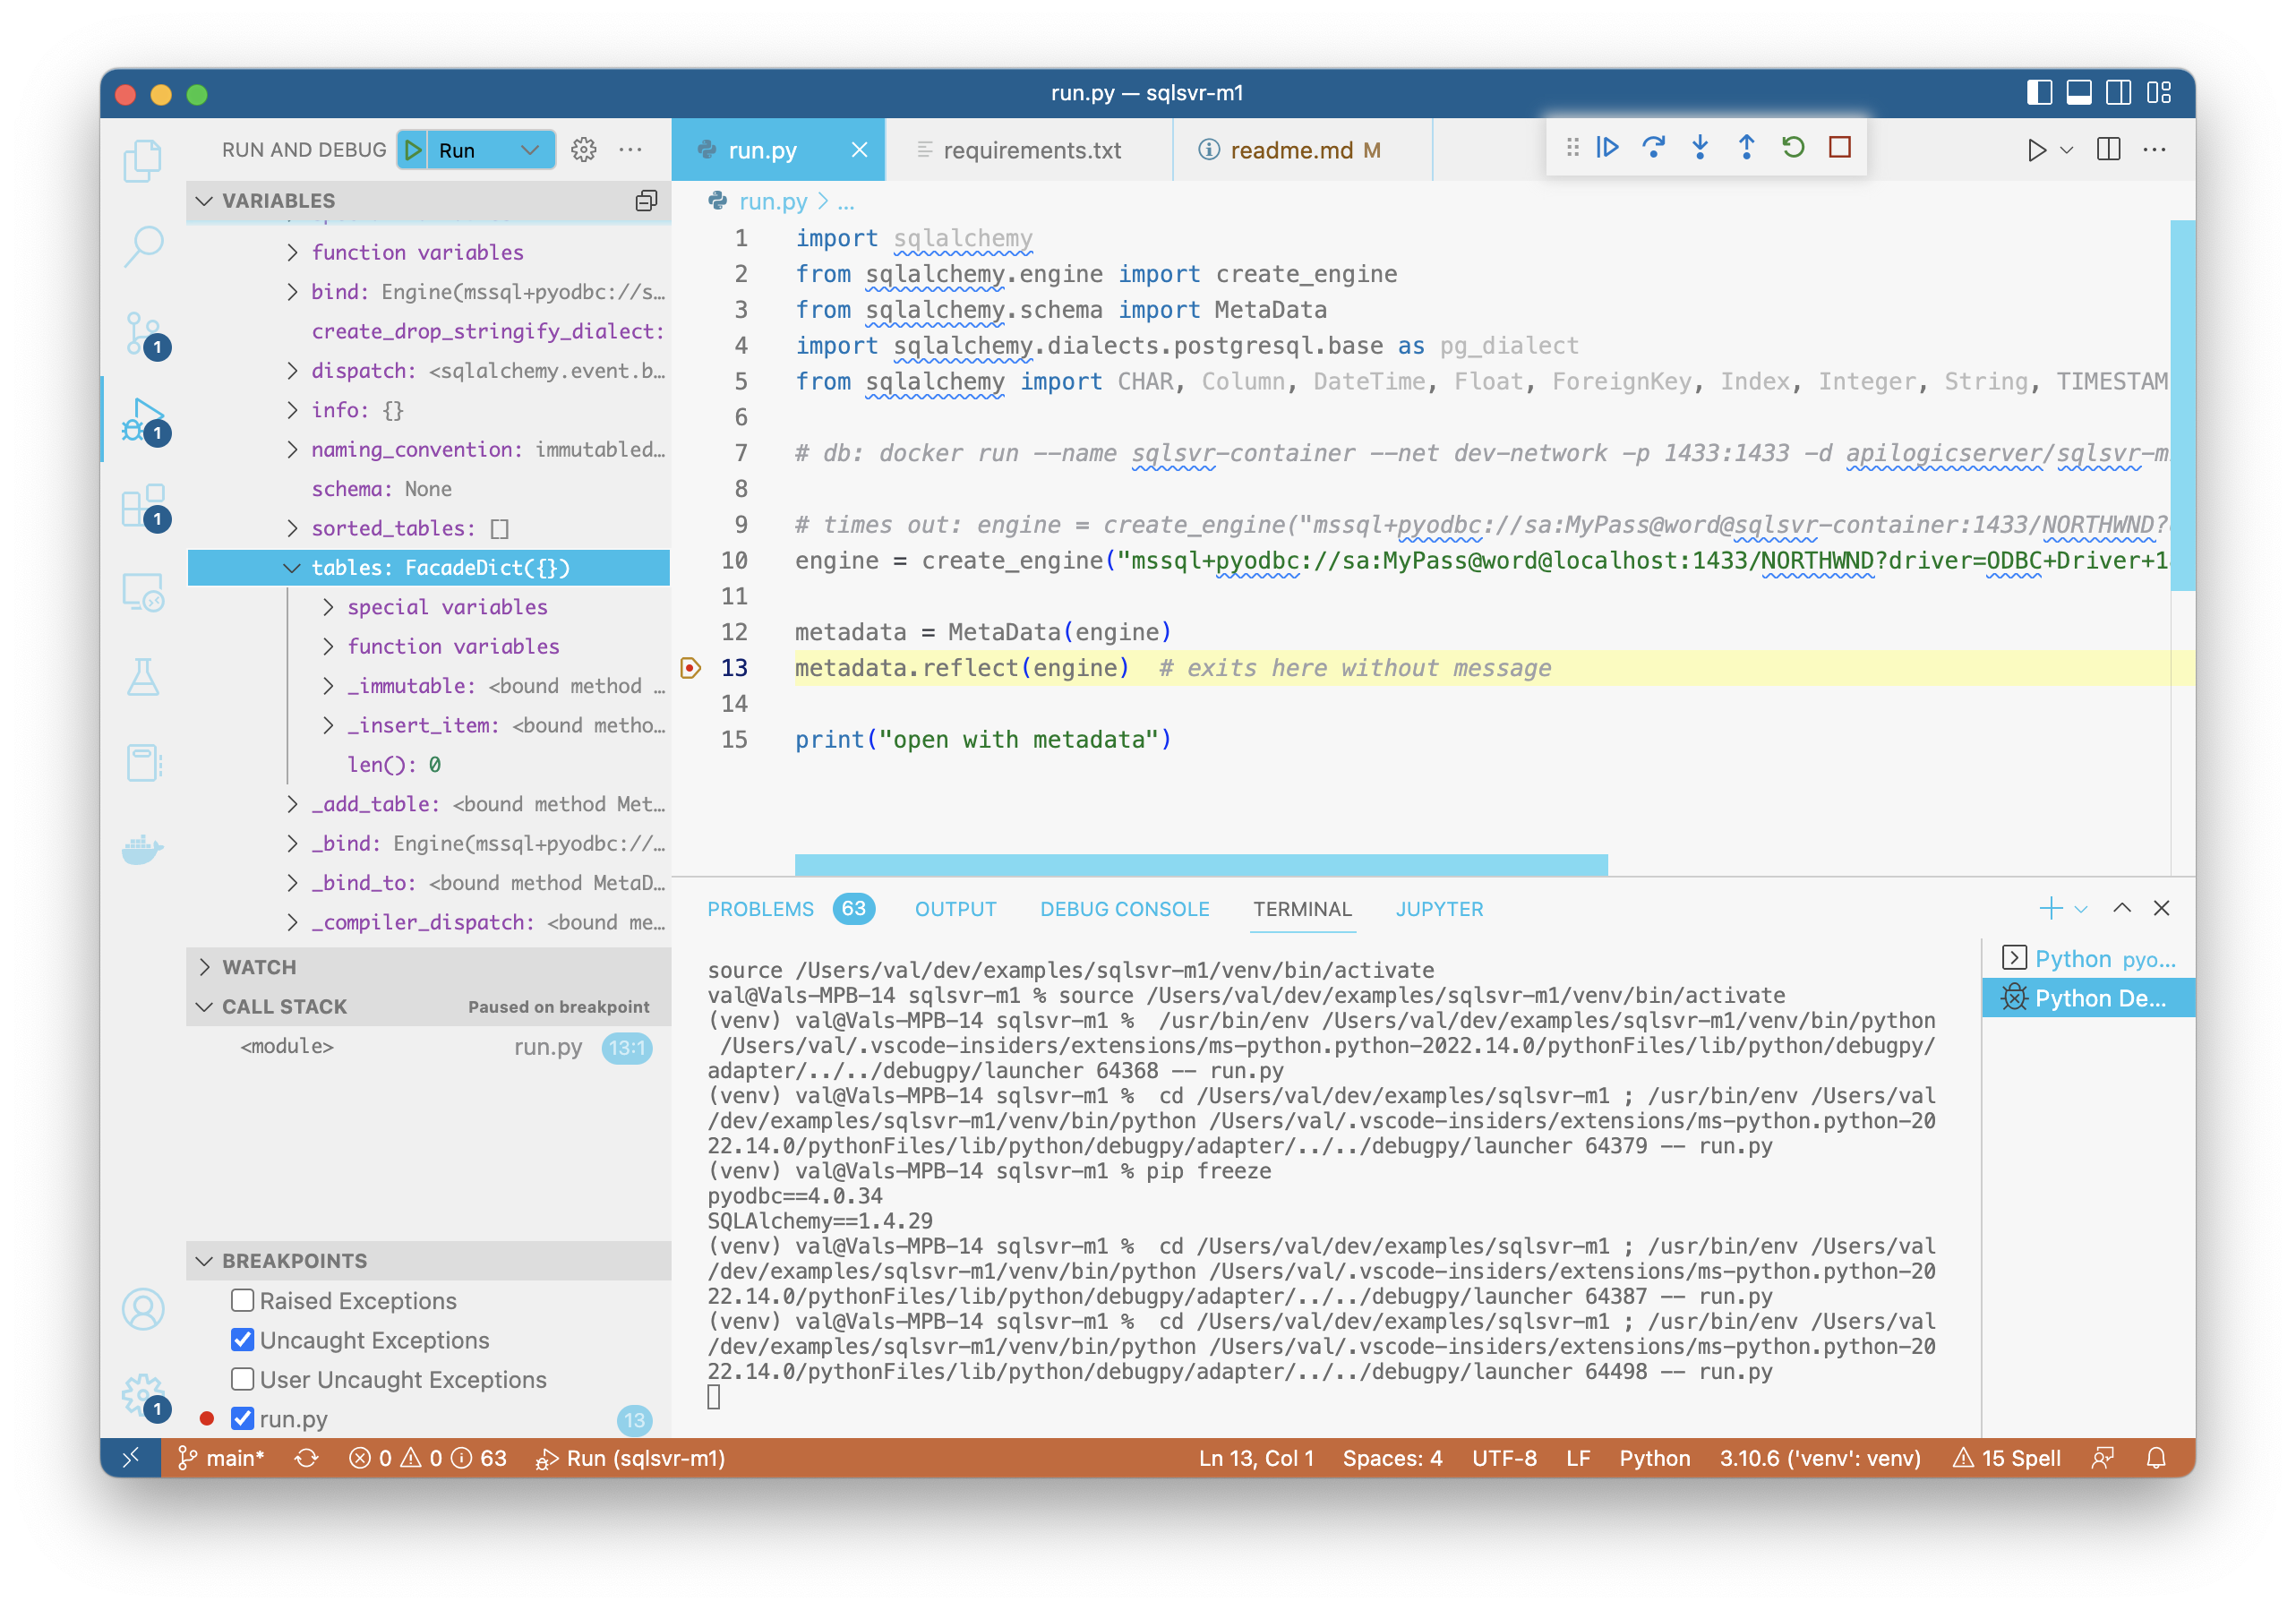 run.py — sqlsvr-m1
RUN AND DEBUG
Run
run.py
requirements.txt
readme.md M
VARIABLES
function variables
bind: Engine(mssql+pyodbc://s…
create_drop_stringify_dialect:
dispatch: <sqlalchemy.event.b…
info: {}
naming_convention: immutabled…
schema: None
sorted_tables: []
tables: FacadeDict({})
special variables
function variables
_immutable: <bound method …
_insert_item: <bound metho…
len(): 0
_add_table: <bound method Met…
_bind: Engine(mssql+pyodbc://…
_bind_to: <bound method MetaD…
_compiler_dispatch: <bound me…
WATCH
CALL STACK Paused on breakpoint
<module> run.py 13:1
BREAKPOINTS
Raised Exceptions
Uncaught Exceptions
User Uncaught Exceptions
run.py 13
1
1
1
1
run.py > ...
1 import sqlalchemy
2 from sqlalchemy.engine import create_engine
3 from sqlalchemy.schema import MetaData
4 import sqlalchemy.dialects.postgresql.base as pg_dialect
5 from sqlalchemy import CHAR, Column, DateTime, Float, ForeignKey, Index, Integer, String, TIMESTAM
6
7 # db: docker run --name sqlsvr-container --net dev-network -p 1433:1433 -d apilogicserver/sqlsvr-m
8
9 # times out: engine = create_engine("mssql+pyodbc://sa:MyPass@word@sqlsvr-container:1433/NORTHWND?
10 engine = create_engine("mssql+pyodbc://sa:MyPass@word@localhost:1433/NORTHWND?driver=ODBC+Driver+1
11
12 metadata = MetaData(engine)
13 metadata.reflect(engine)  # exits here without message
14
15 print("open with metadata")
PROBLEMS 63 OUTPUT DEBUG CONSOLE TERMINAL JUPYTER
source /Users/val/dev/examples/sqlsvr-m1/venv/bin/activate
val@Vals-MPB-14 sqlsvr-m1 % source /Users/val/dev/examples/sqlsvr-m1/venv/bin/activate
(venv) val@Vals-MPB-14 sqlsvr-m1 %  /usr/bin/env /Users/val/dev/examples/sqlsvr-m1/venv/bin/python
 /Users/val/.vscode-insiders/extensions/ms-python.python-2022.14.0/pythonFiles/lib/python/debugpy/
adapter/../../debugpy/launcher 64368 -- run.py
(venv) val@Vals-MPB-14 sqlsvr-m1 %  cd /Users/val/dev/examples/sqlsvr-m1 ; /usr/bin/env /Users/val
/dev/examples/sqlsvr-m1/venv/bin/python /Users/val/.vscode-insiders/extensions/ms-python.python-20
22.14.0/pythonFiles/lib/python/debugpy/adapter/../../debugpy/launcher 64379 -- run.py
(venv) val@Vals-MPB-14 sqlsvr-m1 % pip freeze
pyodbc==4.0.34
SQLAlchemy==1.4.29
(venv) val@Vals-MPB-14 sqlsvr-m1 %  cd /Users/val/dev/examples/sqlsvr-m1 ; /usr/bin/env /Users/val
/dev/examples/sqlsvr-m1/venv/bin/python /Users/val/.vscode-insiders/extensions/ms-python.python-20
22.14.0/pythonFiles/lib/python/debugpy/adapter/../../debugpy/launcher 64387 -- run.py
(venv) val@Vals-MPB-14 sqlsvr-m1 %  cd /Users/val/dev/examples/sqlsvr-m1 ; /usr/bin/env /Users/val
/dev/examples/sqlsvr-m1/venv/bin/python /Users/val/.vscode-insiders/extensions/ms-python.python-20
22.14.0/pythonFiles/lib/python/debugpy/adapter/../../debugpy/launcher 64498 -- run.py
Python pyo...
Python De...
main* 0 0 63 Run (sqlsvr-m1) Ln 13, Col 1 Spaces: 4 UTF-8 LF Python 3.10.6 ('venv': venv) 15 Spell